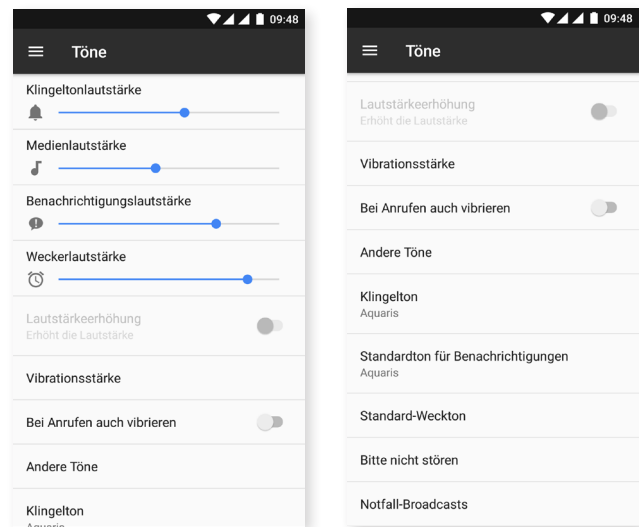 09:48
Töne
Klingeltonlautstärke
Medienlautstärke
Benachrichtigungslautstärke
Weckerlautstärke
Lautstärkeerhöhung
Erhöht die Lautstärke
Vibrationsstärke
Bei Anrufen auch vibrieren
Andere Töne
Klingelton
Aquaris
09:48
Töne
Lautstärkeerhöhung
Erhöht die Lautstärke
Vibrationsstärke
Bei Anrufen auch vibrieren
Andere Töne
Klingelton
Aquaris
Standardton für Benachrichtigungen
Aquaris
Standard-Weckton
Bitte nicht stören
Notfall-Broadcasts